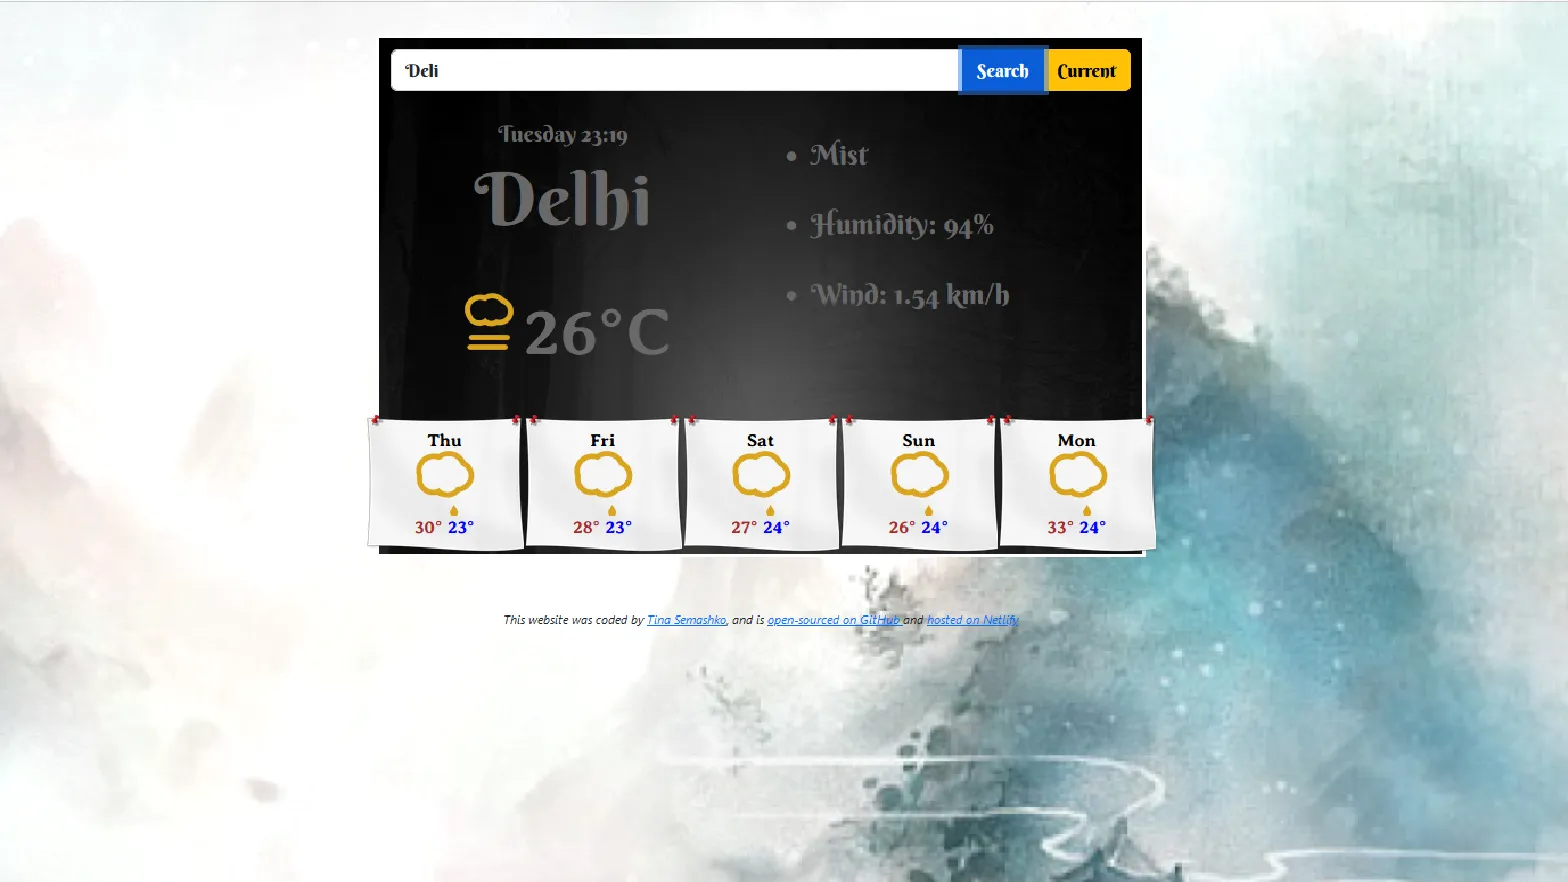 Deli
Search
Current
Tuesday 23:19
Delhi
26°C
Mist
Humidity: 94%
Wind: 1.54 km/h
Thu
30° 23°
Fri
28° 23°
Sat
27° 24°
Sun
26° 24°
Mon
33° 24°
This website was coded by Tina Semashko, and is open-sourced on GitHub and hosted on Netlify